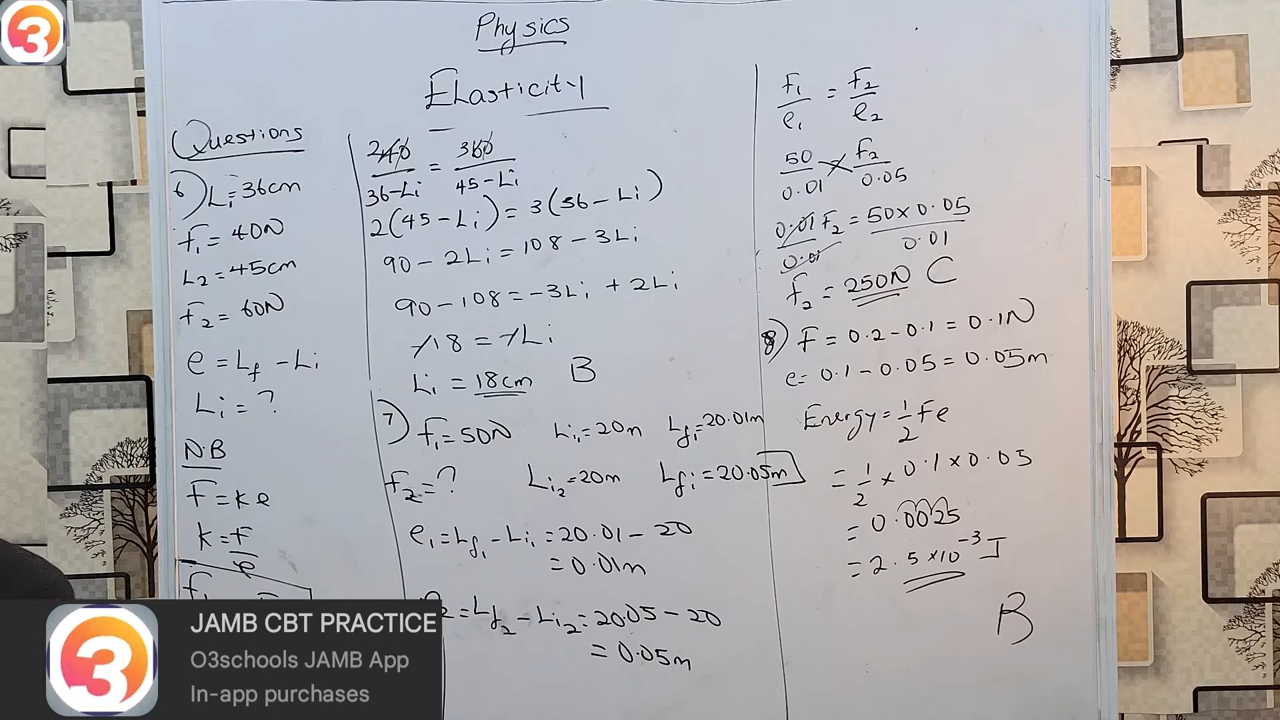 3
Physics
Elasticity
Questions
6) Li = 36cm
F1 = 40N
L2 = 45cm
F2 = 60N
e = Lf - Li
Li = ?
N.B
F = ke
k = F/e
240/36-Li = 360/45-Li
2(45-Li) = 3(36-Li)
90-2Li = 108-3Li
90-108 = -3Li + 2Li
-18 = -Li
Li = 18cm B
7) F1 = 50N Li1 = 20m Lf1 = 20.01m
F2 = ? Li2 = 20m Lfi = 20.05m
e1 = Lf1 - Li1 = 20.01 - 20
= 0.01m
= Lf2 - Li2 = 20.05 - 20
= 0.05m
F1/e1 = F2/e2
50/0.01 × F2/0.05
0.01F2/0.01 = 50×0.05/0.01
F2 = 250N C
8) F = 0.2-0.1 = 0.1N
e = 0.1-0.05 = 0.05m
Energy = 1/2 Fe
= 1/2 × 0.1 × 0.05
= 0.0025
= 2.5×10⁻³J
B
3
JAMB CBT PRACTICE
O3schools JAMB App
In-app purchases